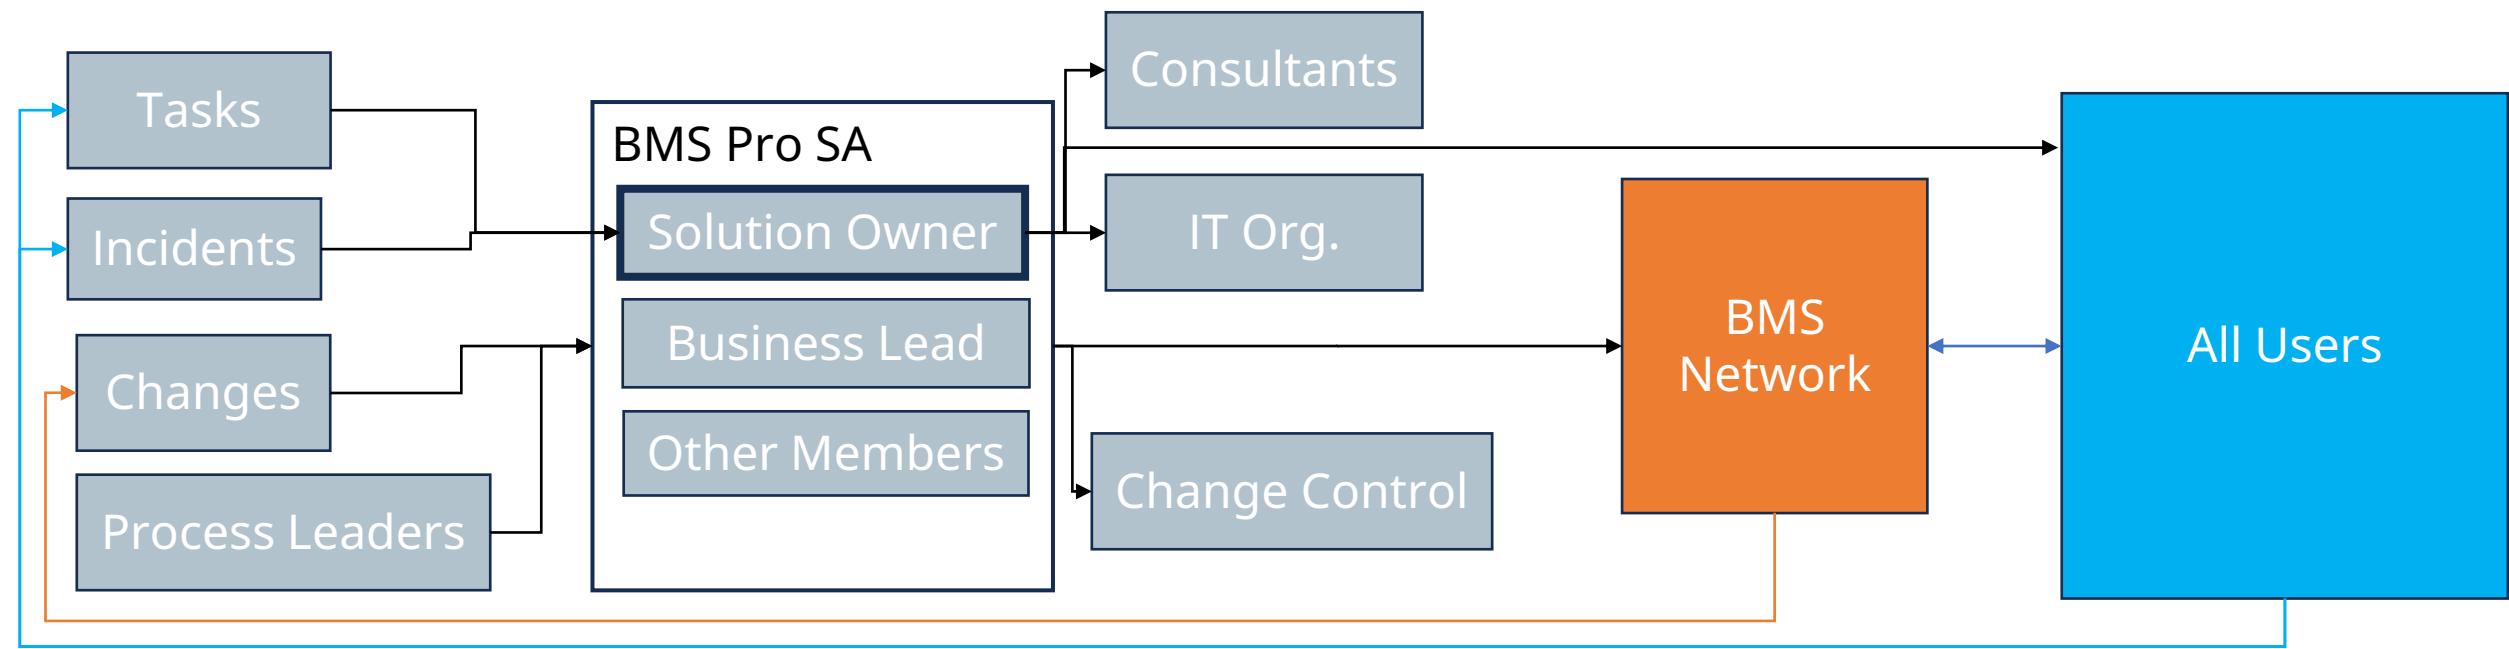 Tasks
Incidents
Changes
Process Leaders
BMS Pro SA
Solution Owner
Business Lead
Other Members
Consultants
IT Org.
Change Control
BMS
Network
All Users